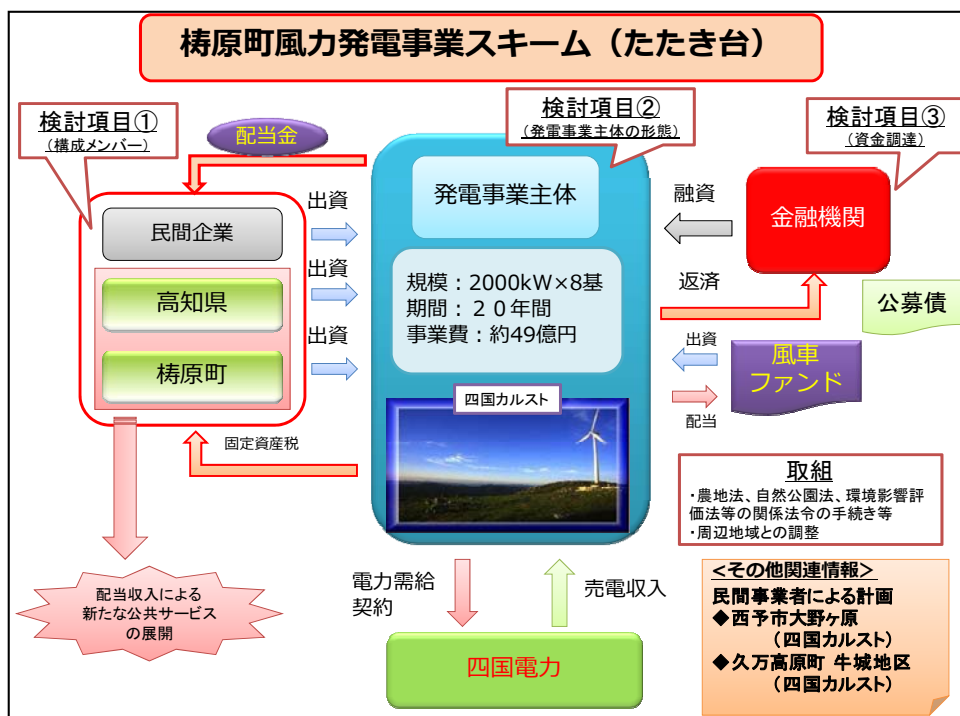 梼原町風力発電事業スキーム（たたき台）
検討項目①
（構成メンバー）
配当金
検討項目②
（発電事業主体の形態）
検討項目③
（資金調達）
民間企業
高知県
梼原町
出資
出資
出資
発電事業主体
規模：2000kW×8基
期間：２０年間
事業費：約49億円
四国カルスト
融資
金融機関
返済
公募債
出資
風車
ファンド
配当
固定資産税
取組
・農地法、自然公園法、環境影響評
価法等の関係法令の手続き等
・周辺地域との調整
配当収入による
新たな公共サービス
の展開
電力需給
契約
売電収入
四国電力
<その他関連情報>
民間事業者による計画
◆西予市大野ヶ原
（四国カルスト）
◆久万高原町 牛城地区
（四国カルスト）